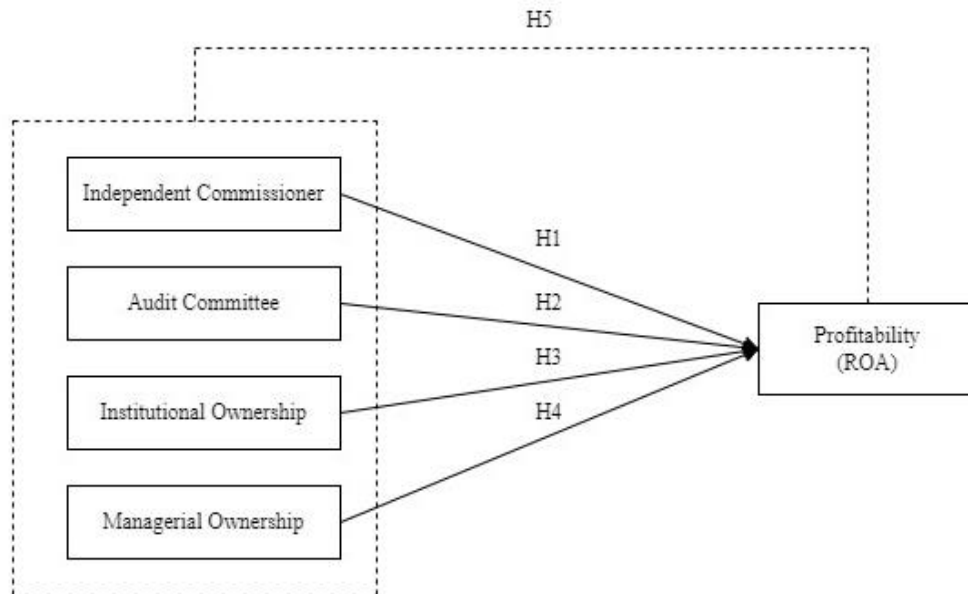 H5
Independent Commissioner
H1
Audit Committee
H2
Profitability
(ROA)
H3
Institutional Ownership
H4
Managerial Ownership